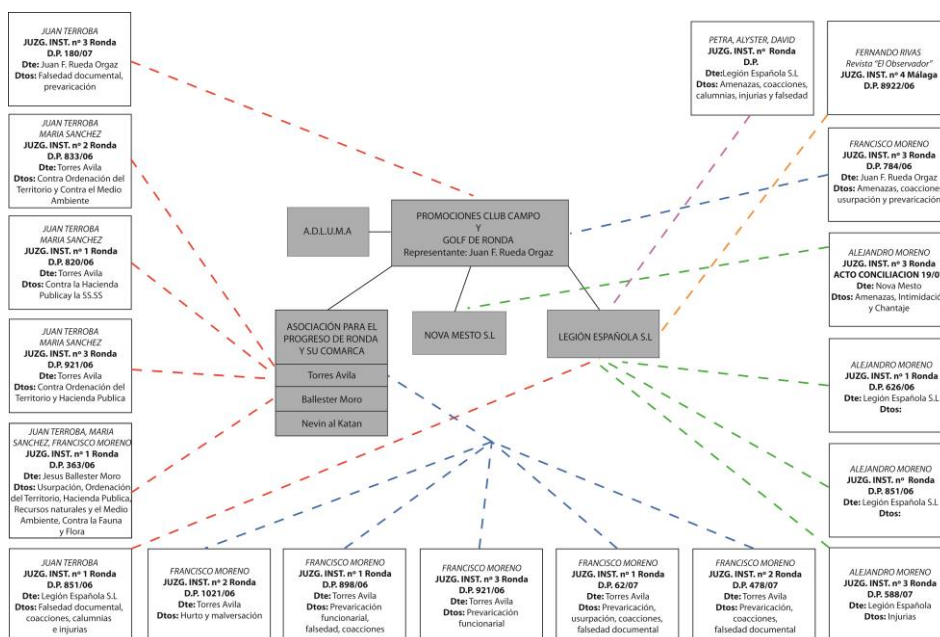 JUAN TERROBA
JUZG. INST. nº 3 Ronda
D.P. 180/07
Dte: Juan F. Rueda Orgaz
Dtos: Falsedad documental,
prevaricación
JUAN TERROBA
MARIA SANCHEZ
JUZG. INST. nº 2 Ronda
D.P. 833/06
Dte: Torres Avila
Dtos: Contra Ordenación del
Territorio y Contra el Medio
Ambiente
JUAN TERROBA
MARIA SANCHEZ
JUZG. INST. nº 1 Ronda
D.P. 820/06
Dte: Torres Avila
Dtos: Contra la Hacienda
Publicay la SS.SS
JUAN TERROBA
MARIA SANCHEZ
JUZG. INST. nº 3 Ronda
D.P. 921/06
Dte: Torres Avila
Dtos: Contra Ordenación del
Territorio y Hacienda Publica
JUAN TERROBA, MARIA
SANCHEZ, FRANCISCO MORENO
JUZG. INST. nº 1 Ronda
D.P. 363/06
Dte: Jesus Ballester Moro
Dtos: Usurpación, Ordenación
del Territorio, Hacienda Publica,
Recursos naturales y el Medio
Ambiente, Contra la Fauna
y Flora
JUAN TERROBA
JUZG. INST. nº 1 Ronda
D.P. 851/06
Dte: Legión Española S.L
Dtos: Falsedad documental,
coacciones, calumnias
e injurias
A.D.L.U.M.A
PROMOCIONES CLUB CAMPO
Y
GOLF DE RONDA
Representante: Juan F. Rueda Orgaz
ASOCIACIÓN PARA EL
PROGRESO DE RONDA
Y SU COMARCA
Torres Avila
Ballester Moro
Nevin al Katan
NOVA MESTO S.L
LEGIÓN ESPAÑOLA S.L
FRANCISCO MORENO
JUZG. INST. nº 2 Ronda
D.P. 1021/06
Dte: Torres Avila
Dtos: Hurto y malversación
FRANCISCO MORENO
JUZG. INST. nº 1 Ronda
D.P. 898/06
Dte: Torres Avila
Dtos: Prevaricación
funcionarial,
falsedad, coacciones
FRANCISCO MORENO
JUZG. INST. nº 3 Ronda
D.P. 921/06
Dte: Torres Avila
Dtos: Prevaricación
funcionarial
FRANCISCO MORENO
JUZG. INST. nº 1 Ronda
D.P. 62/07
Dte: Torres Avila
Dtos: Prevaricación,
usurpación, coacciones,
falsedad documental
FRANCISCO MORENO
JUZG. INST. nº 2 Ronda
D.P. 478/07
Dte: Torres Avila
Dtos: Prevaricación,
coacciones,
falsedad documental
PETRA, ALYSTER, DAVID
JUZG. INST. nº Ronda
D.P.
Dte:Legión Española S.L
Dtos: Amenazas, coacciones,
calumnias, injurias y falsedad
FERNANDO RIVAS
Revista "El Observador"
JUZG. INST. nº 4 Málaga
D.P. 8922/06
FRANCISCO MORENO
JUZG. INST. nº 3 Ronda
D.P. 784/06
Dte: Juan F. Rueda Orgaz
Dtos: Amenazas, coacciones
usurpación y prevaricación
ALEJANDRO MORENO
JUZG. INST. nº 3 Ronda
ACTO CONCILIACION 19/0
Dte: Nova Mesto
Dtos: Amenazas, Intimidació
y Chantaje
ALEJANDRO MORENO
JUZG. INST. nº 1 Ronda
D.P. 626/06
Dte: Legión Española S.L
Dtos:
ALEJANDRO MORENO
JUZG. INST. nº Ronda
D.P. 851/06
Dte: Legión Española S.L
Dtos:
ALEJANDRO MORENO
JUZG. INST. nº 3 Ronda
D.P. 588/07
Dte: Legión Española
Dtos: Injurias